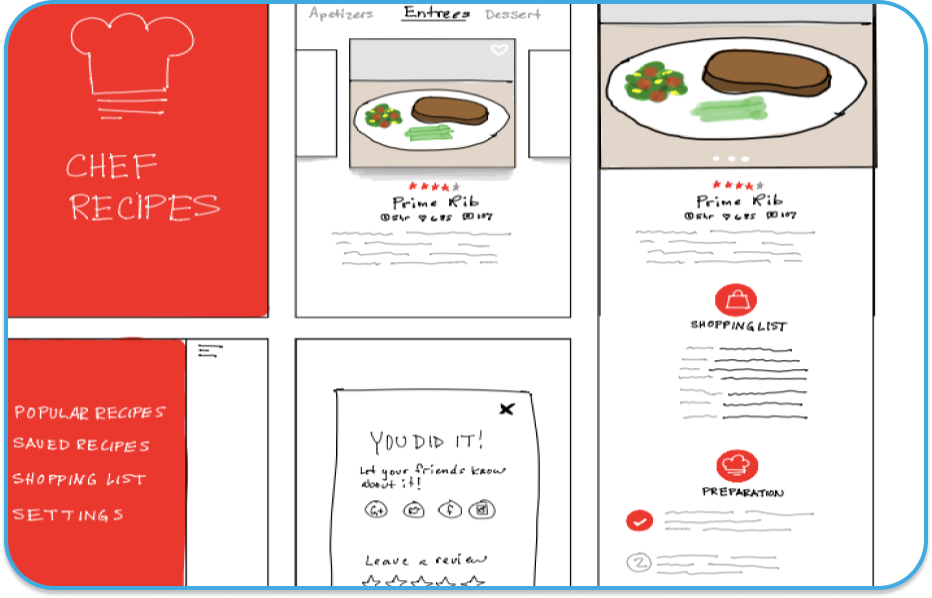 CHEF
RECIPES
Apetizers Entrees Dessert
Prime Rib
5hr 685 107
Prime Rib
5hr 685 107
SHOPPING LIST
PREPARATION
2
POPULAR RECIPES
SAVED RECIPES
SHOPPING LIST
SETTINGS
X
YOU DID IT!
Let your friends know
about it!
G+ f
Leave a review